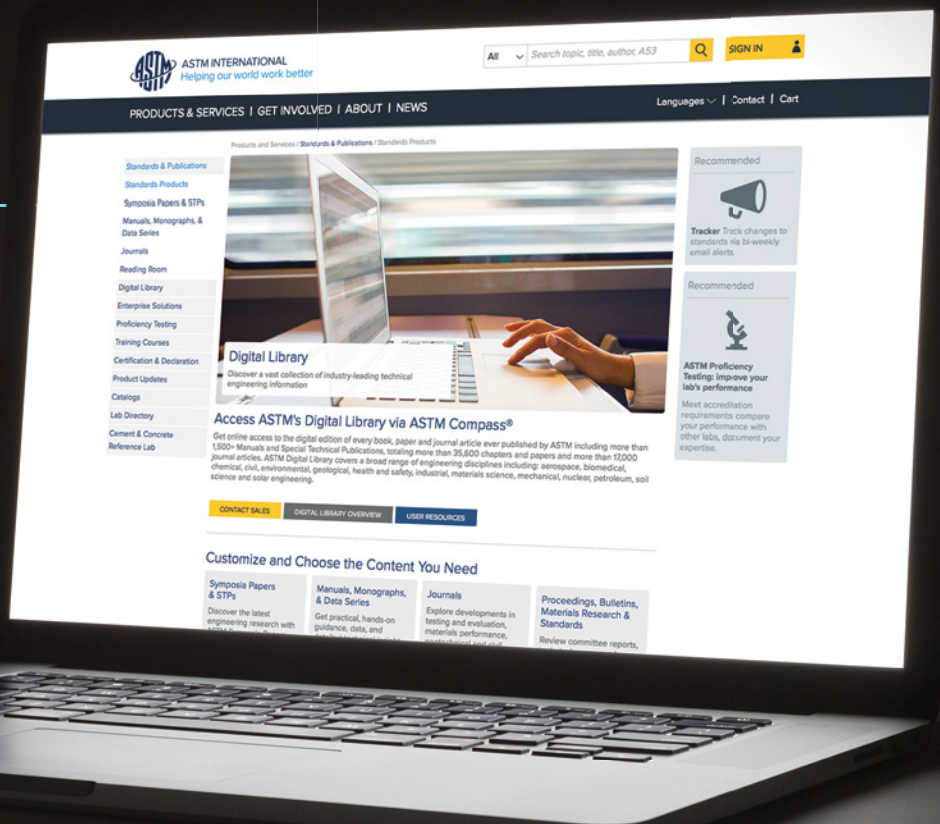 ASTM
ASTM INTERNATIONAL
Helping our world work better
All
Search topic, title, author, A53
SIGN IN
PRODUCTS & SERVICES | GET INVOLVED | ABOUT | NEWS
Languages | Contact | Cart
Products and Services / Standards & Publications / Standards Products
Standards & Publications
Standards Products
Symposia Papers & STPs
Manuals, Monographs, &
Data Series
Journals
Reading Room
Digital Library
Enterprise Solutions
Proficiency Testing
Training Courses
Certification & Declaration
Product Updates
Catalogs
Lab Directory
Cement & Concrete
Reference Lab
Digital Library
Discover a vast collection of industry-leading technical
engineering information
Access ASTM's Digital Library via ASTM Compass®
Get online access to the digital edition of every book, paper and journal article ever published by ASTM including more than
1,500+ Manuals and Special Technical Publications, totaling more than 35,600 chapters and papers and more than 17,000
journal articles. ASTM Digital Library covers a broad range of engineering disciplines including: aerospace, biomedical,
chemical, civil, environmental, geological, health and safety, industrial, materials science, mechanical, nuclear, petroleum, soil
science and solar engineering.
CONTACT SALES
DIGITAL LIBRARY OVERVIEW
USER RESOURCES
Customize and Choose the Content You Need
Symposia Papers
& STPs
Discover the latest
engineering research with
Manuals, Monographs,
& Data Series
Get practical, hands-on
guidance, data, and
Journals
Explore developments in
testing and evaluation,
materials performance,
Proceedings, Bulletins,
Materials Research &
Standards
Review committee reports,
Recommended
Tracker Track changes to
standards via bi-weekly
email alerts.
Recommended
ASTM Proficiency
Testing: improve your
lab's performance
Meet accreditation
requirements compare
your performance with
other labs, document your
expertise.